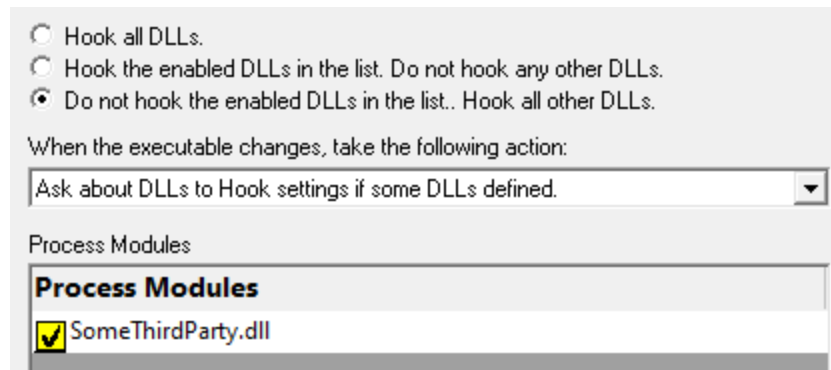 Hook all DLLs.
Hook the enabled DLLs in the list. Do not hook any other DLLs.
Do not hook the enabled DLLs in the list.. Hook all other DLLs.
When the executable changes, take the following action:
Ask about DLLs to Hook settings if some DLLs defined.
Process Modules
Process Modules
SomeThirdParty.dll